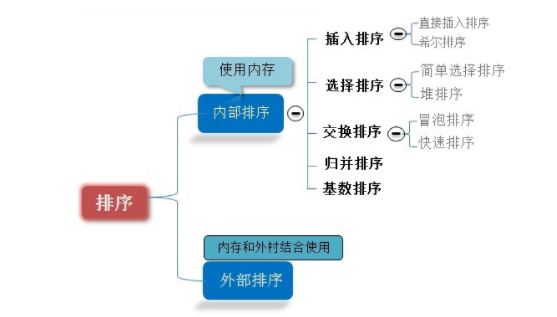 排序
使用内存
内部排序
插入排序
直接插入排序
希尔排序
选择排序
简单选择排序
堆排序
交换排序
冒泡排序
快速排序
归并排序
基数排序
内存和外村结合使用
外部排序